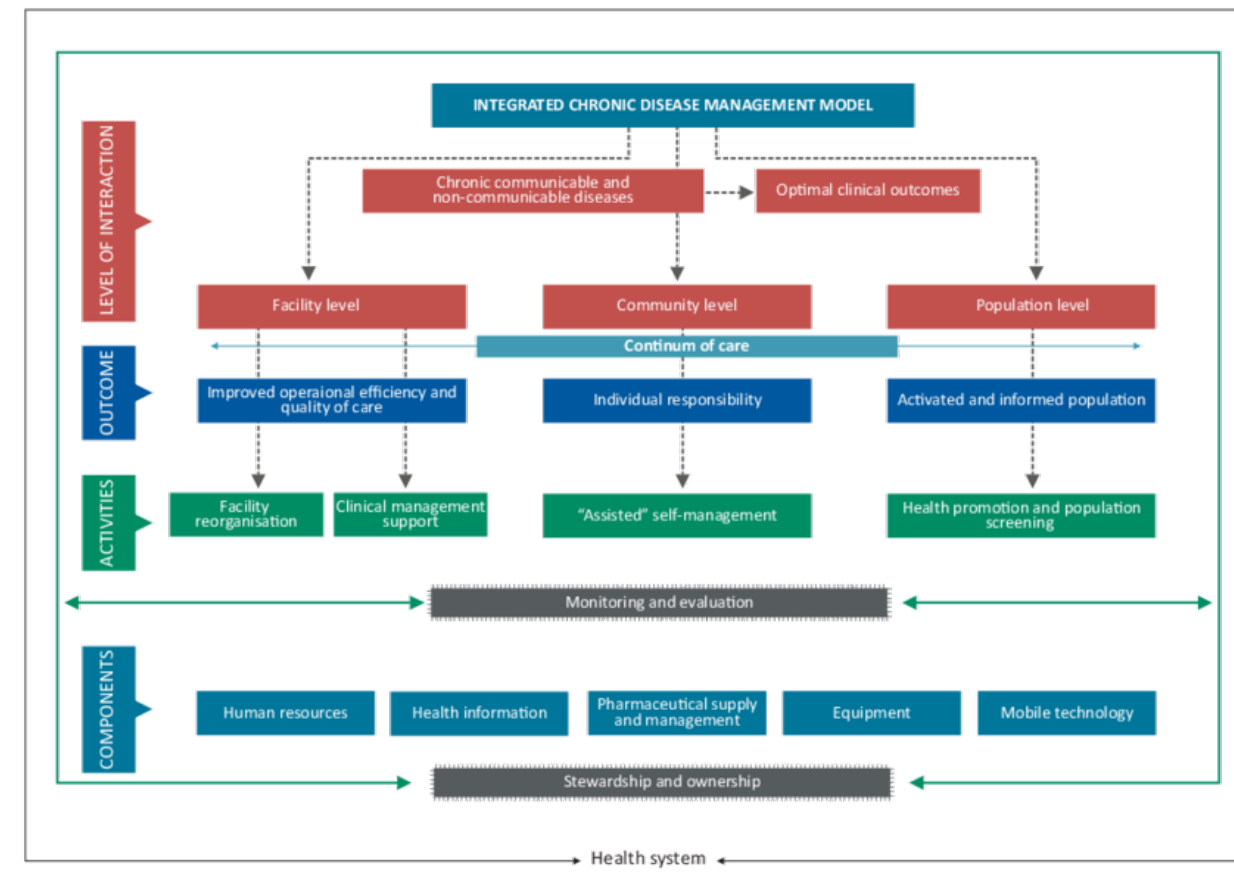 INTEGRATED CHRONIC DISEASE MANAGEMENT MODEL
LEVEL OF INTERACTION
Chronic communicable and
non-communicable diseases
Optimal clinical outcomes
Facility level
Community level
Population level
Continum of care
OUTCOME
Improved operaional efficiency and
quality of care
Individual responsibility
Activated and informed population
ACTIVITIES
Facility
reorganisation
Clinical management
support
“Assisted” self-management
Health promotion and population
screening
Monitoring and evaluation
COMPONENTS
Human resources
Health information
Pharmaceutical supply
and management
Equipment
Mobile technology
Stewardship and ownership
Health system